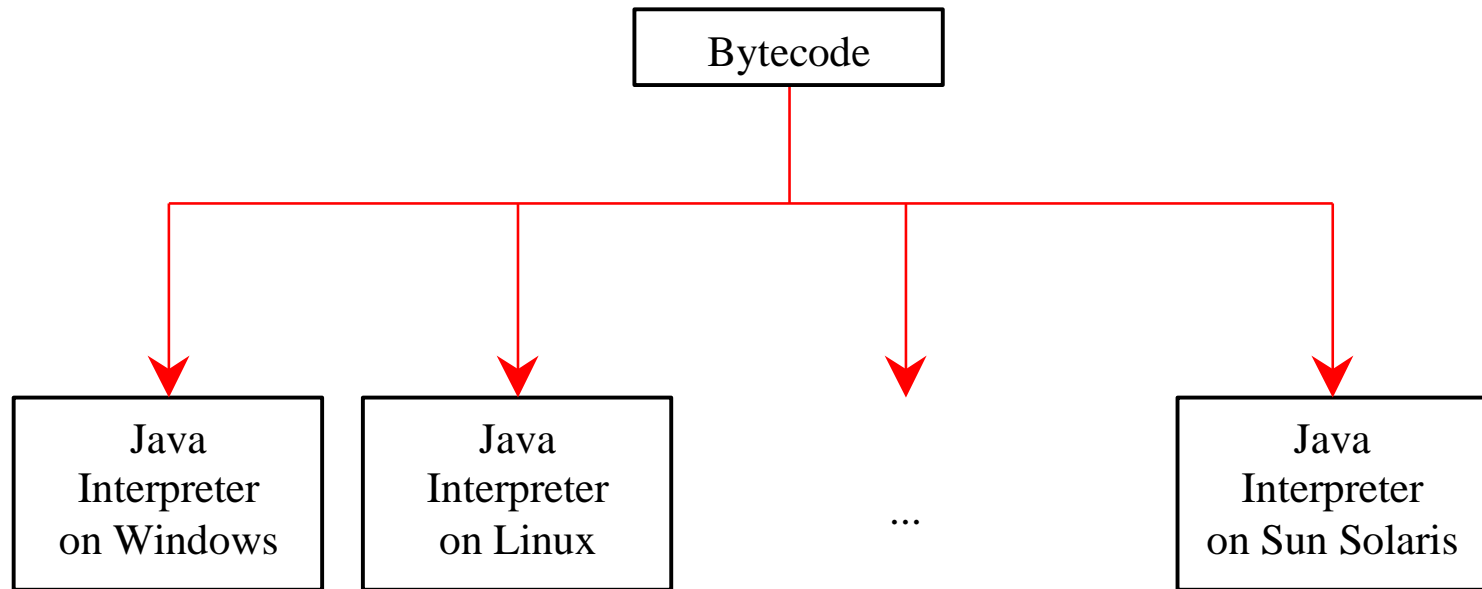 Bytecode
Java
Interpreter
on Windows
Java
Interpreter
on Linux
...
Java
Interpreter
on Sun Solaris